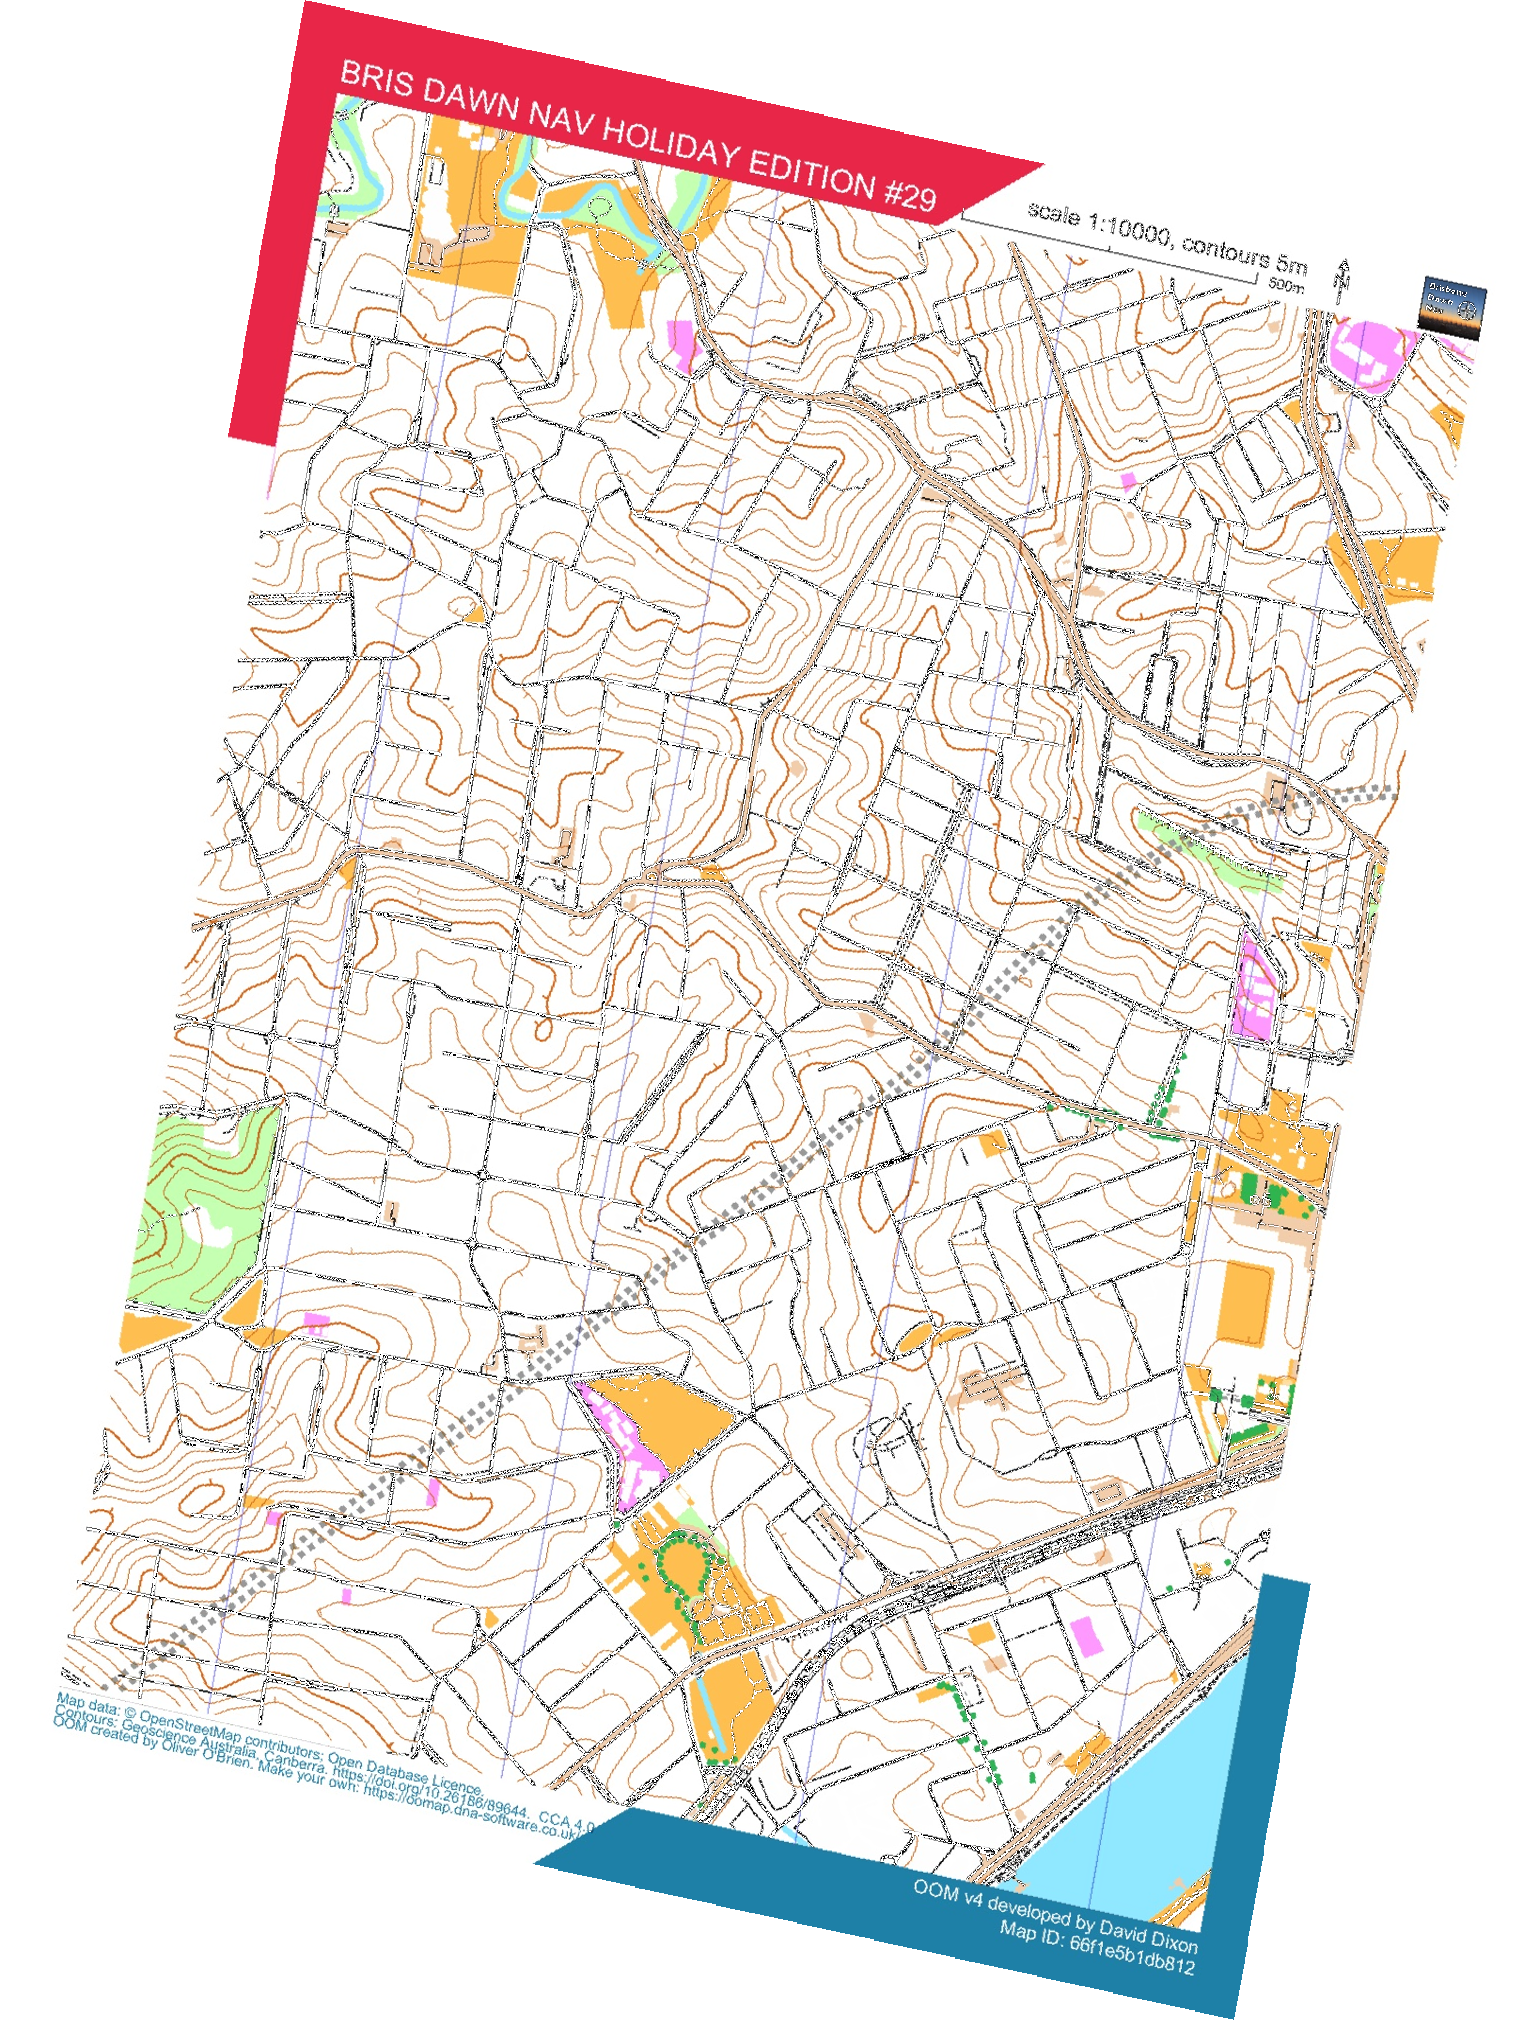 BRIS DAWN NAV HOLIDAY EDITION #29
scale 1:10000, contours 5m
500m
Brisbane
Dawn
Map data: © OpenStreetMap contributors; Open Database Licence.
Contours: Geoscience Australia, Canberra. https://doi.org/10.26186/89644. CCA 4.0
OOM created by Oliver O'Brien. Make your own: https://oomap.dna-software.co.uk/
OOM v4 developed by David Dixon
Map ID: 66f1e5b1db812